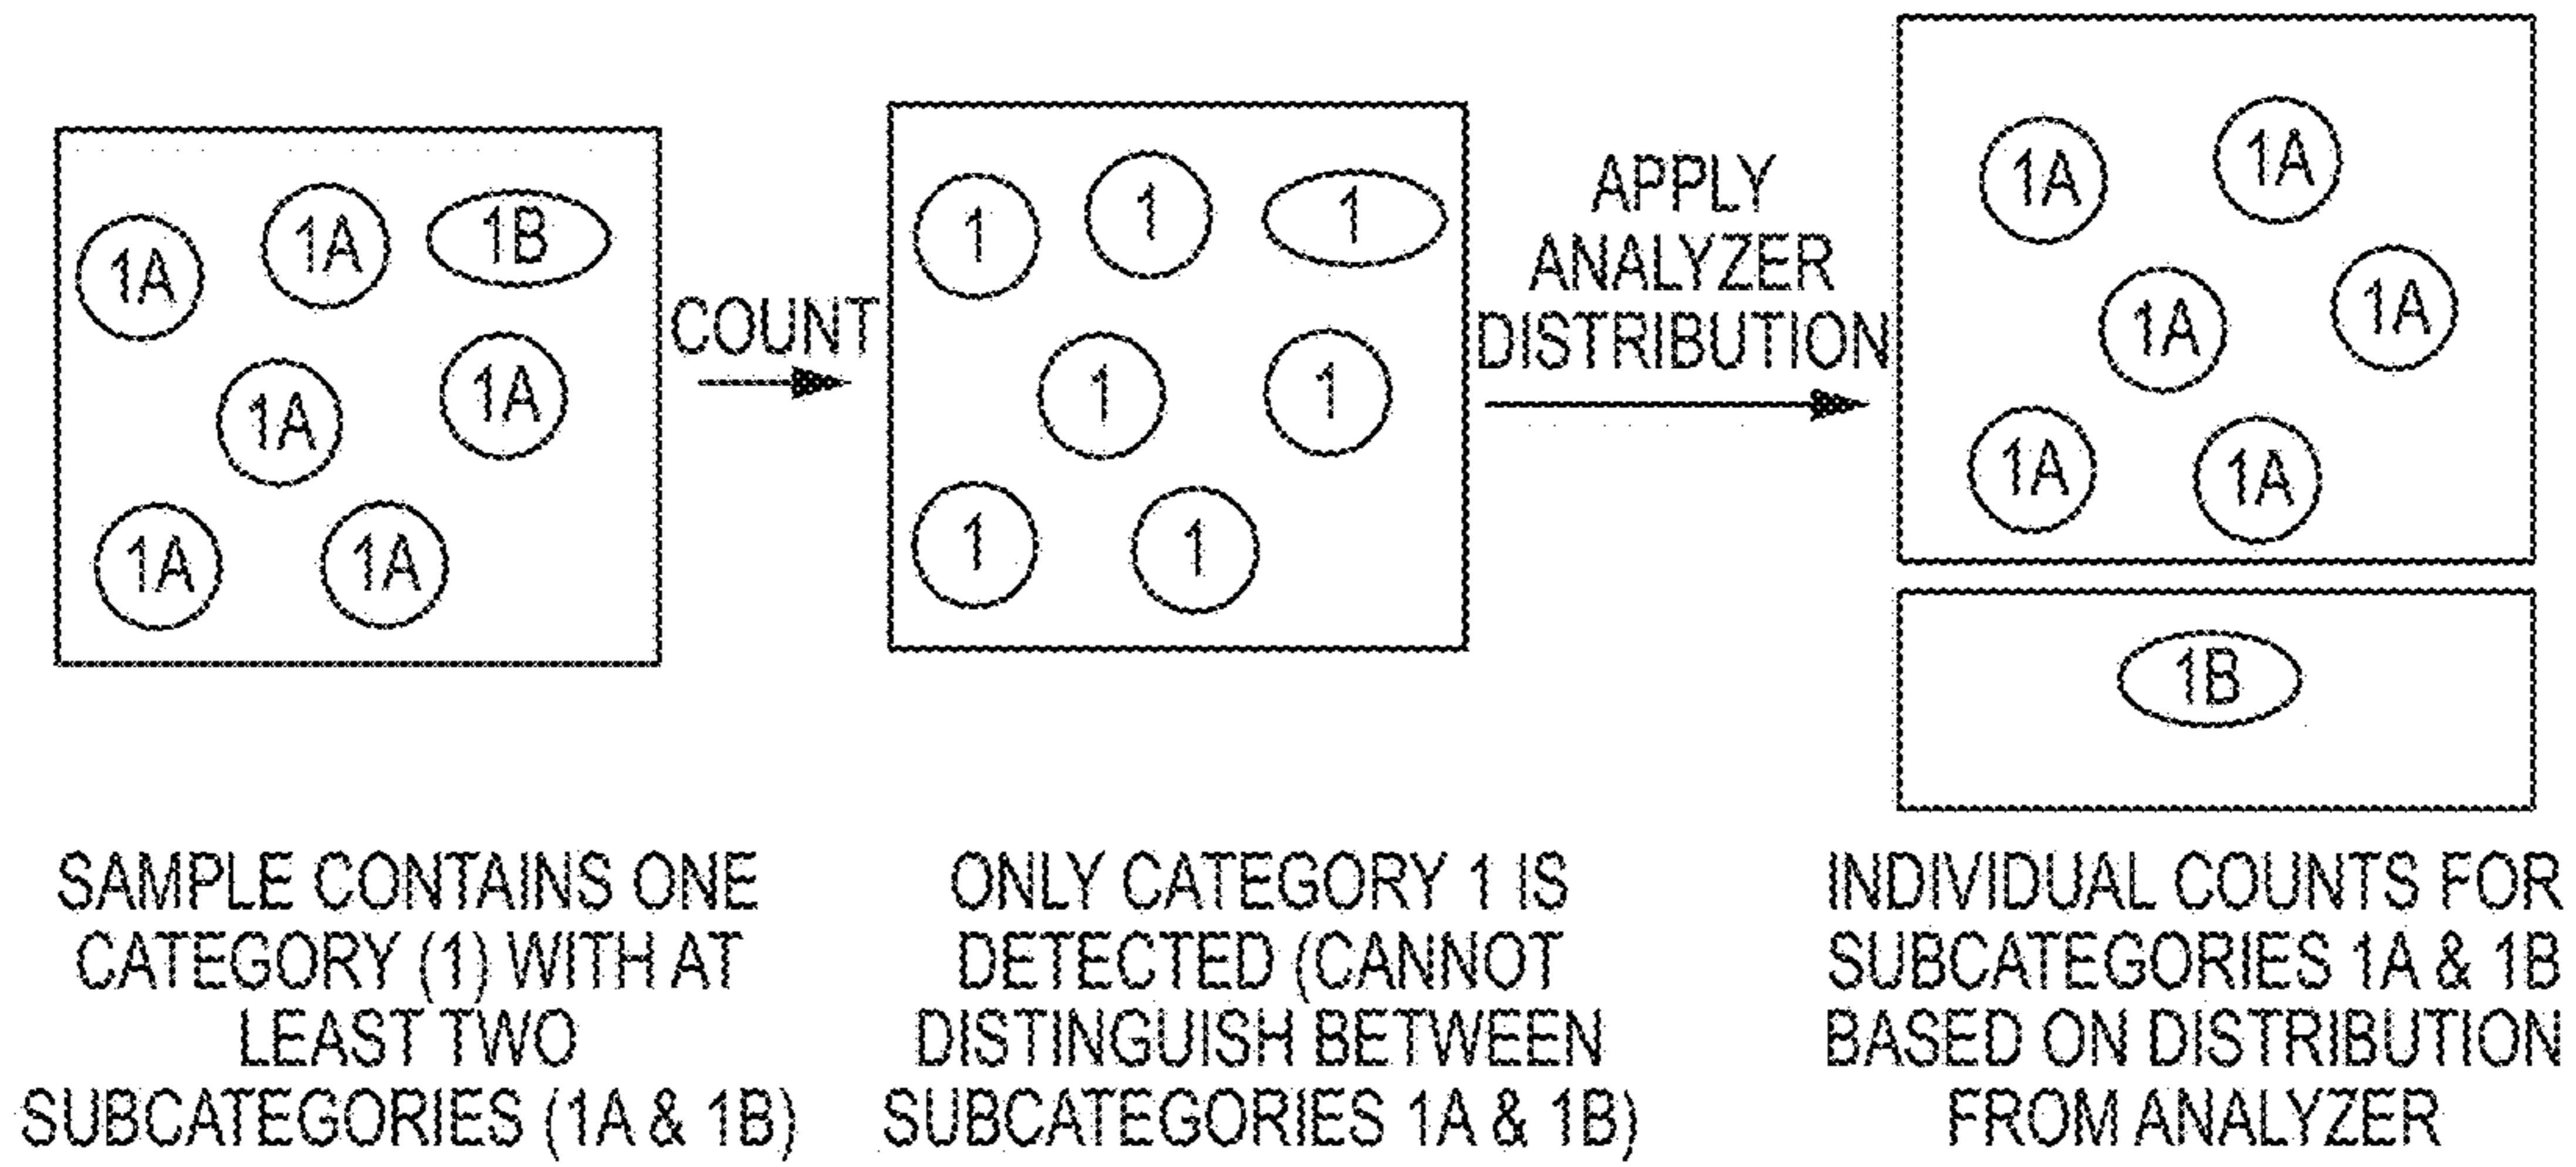 1A
1A
1B
1A
1A
1A
1A
COUNT
1
1
1
1
1
1
1
APPLY
ANALYZER
DISTRIBUTION
1A
1A
1A
1A
1A
1A
1B
SAMPLE CONTAINS ONE
CATEGORY (1) WITH AT
LEAST TWO
SUBCATEGORIES (1A & 1B)
ONLY CATEGORY 1 IS
DETECTED (CANNOT
DISTINGUISH BETWEEN
SUBCATEGORIES 1A & 1B)
INDIVIDUAL COUNTS FOR
SUBCATEGORIES 1A & 1B
BASED ON DISTRIBUTION
FROM ANALYZER